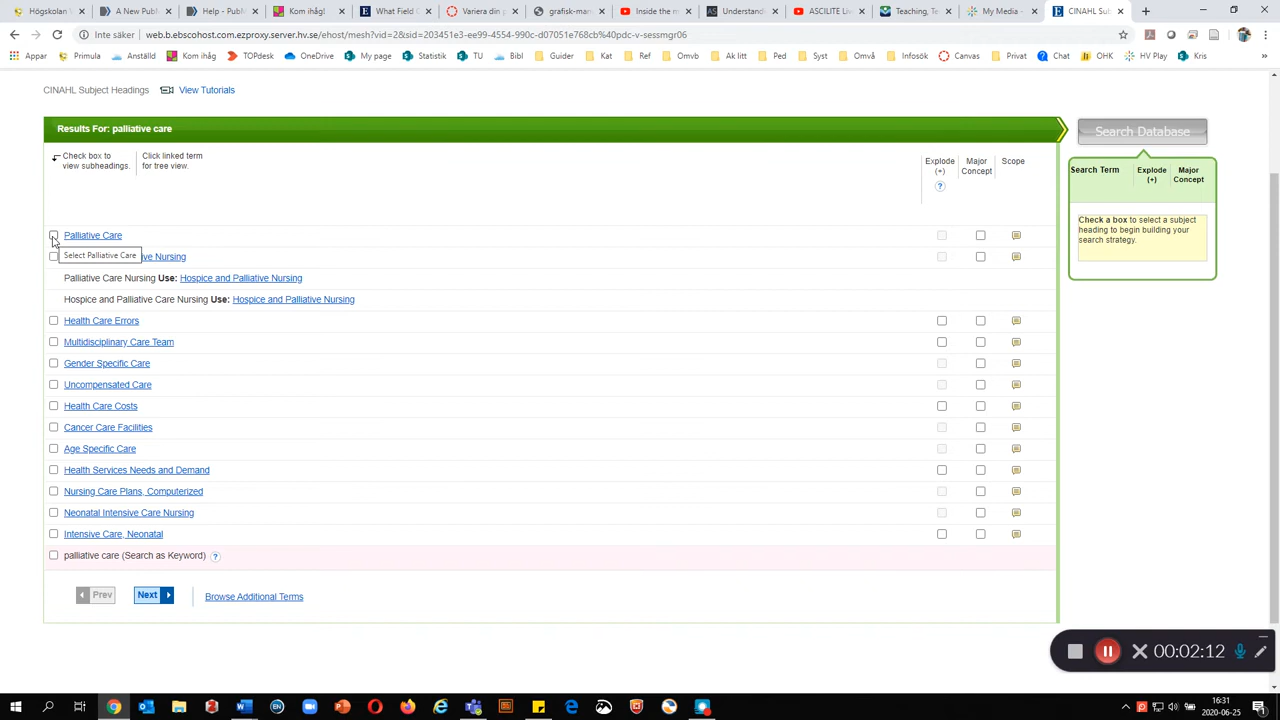 Högskolan
A New Pub
Help - PubM
Kom ihåg!
What Field C
Variera din p
grafisk-man
Inside the m
Understandi
ASCILITE Liv
Teaching, Te
My Media -
CINAHL Sub
Inte säker | web.b.ebscohost.com.ezproxy.server.hv.se/ehost/mesh?vid=2&sid=203451e3-ee99-4554-990c-d07051e768cb%40pdc-v-sessmgr06
Appar Primula Anställd Kom ihåg TOPdesk OneDrive My page Statistik TU Bibl Guider Kat Ref Omvb Ak litt Ped Syst Omvå Infosök Canvas Privat Chat OHK HV Play Kris »
CINAHL Subject Headings View Tutorials
Results For: palliative care
Check box to
view subheadings.
Click linked term
for tree view.
Explode
(+)
?
Major
Concept
Scope
Palliative Care
Select Palliative Care
ive Nursing
Palliative Care Nursing Use: Hospice and Palliative Nursing
Hospice and Palliative Care Nursing Use: Hospice and Palliative Nursing
Health Care Errors
Multidisciplinary Care Team
Gender Specific Care
Uncompensated Care
Health Care Costs
Cancer Care Facilities
Age Specific Care
Health Services Needs and Demand
Nursing Care Plans, Computerized
Neonatal Intensive Care Nursing
Intensive Care, Neonatal
palliative care (Search as Keyword) ?
Prev Next Browse Additional Terms
Search Database
Search Term
Explode
(+)
Major
Concept
Check a box to select a subject
heading to begin building your
search strategy.
00:02:12
16:31
2020-06-25